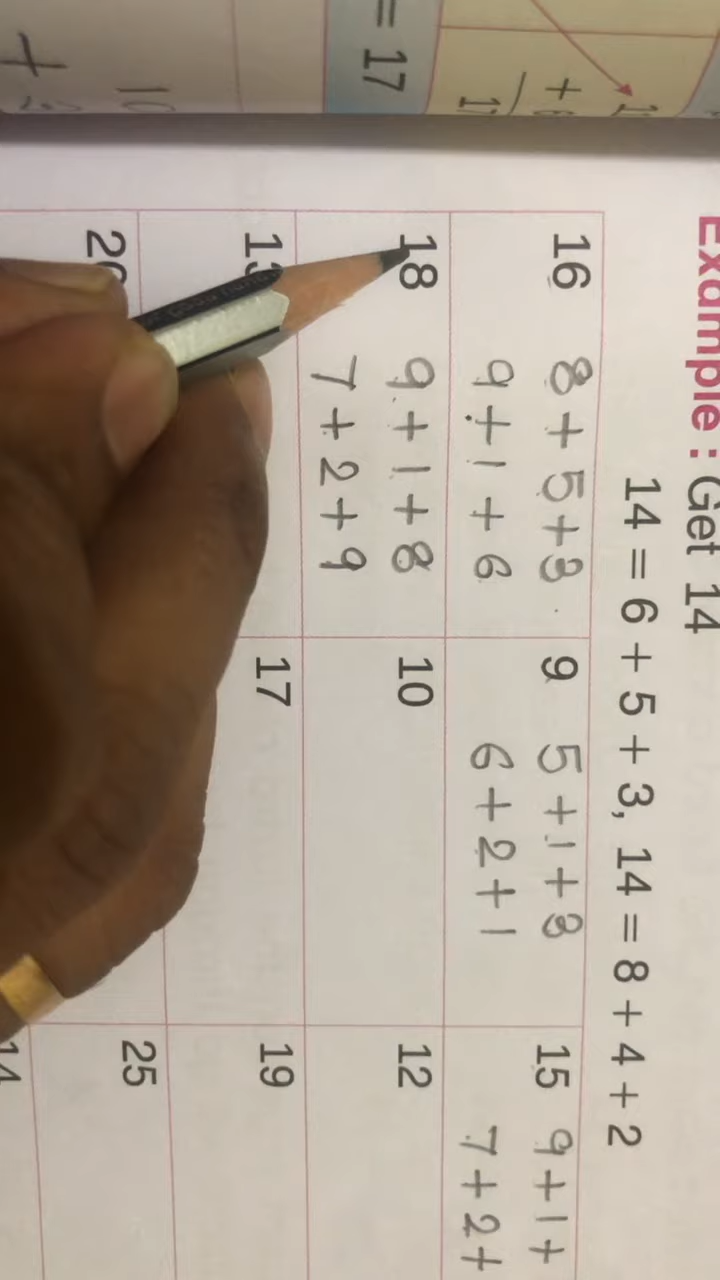 = 17
Example : Get 14
14 = 6 + 5 + 3, 14 = 8 + 4 + 2
16 8 + 5 + 3
9 + 1 + 6
9 5 + 1 + 3
6 + 2 + 1
15 9 + 1 +
7 + 2 +
18 9 + 1 + 8
7 + 2 + 9
10
12
17
19
25
14